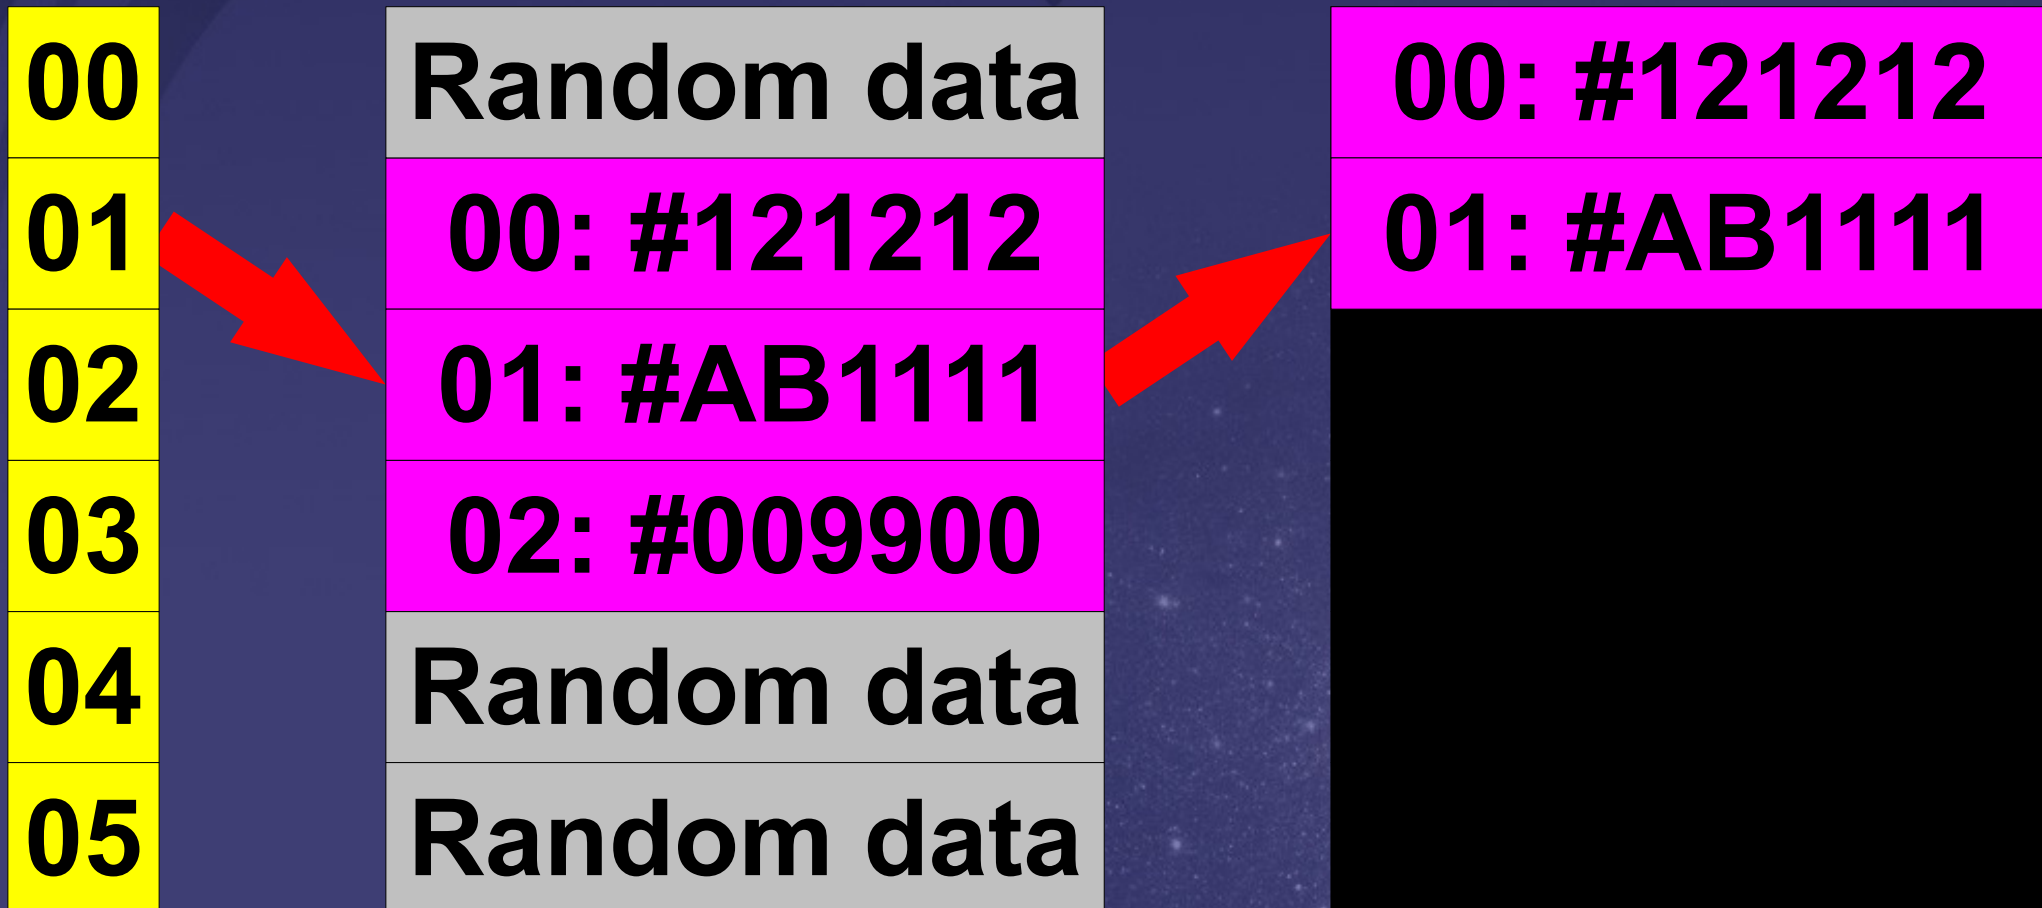 00 Random data 00: #121212
01 00: #121212 01: #AB1111
02 01: #AB1111
03 02: #009900
04 Random data
05 Random data